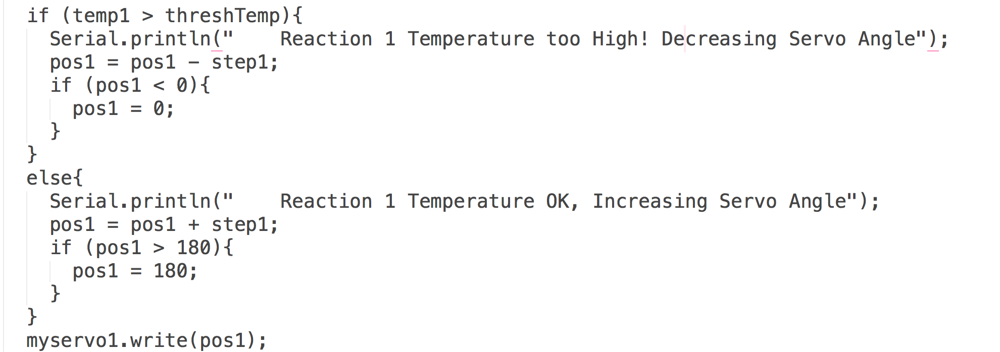 if (temp1 > threshTemp){
  Serial.println("    Reaction 1 Temperature too High! Decreasing Servo Angle");
  pos1 = pos1 - step1;
  if (pos1 < 0){
    pos1 = 0;
  }
}
else{
  Serial.println("    Reaction 1 Temperature OK, Increasing Servo Angle");
  pos1 = pos1 + step1;
  if (pos1 > 180){
    pos1 = 180;
  }
}
myservo1.write(pos1);